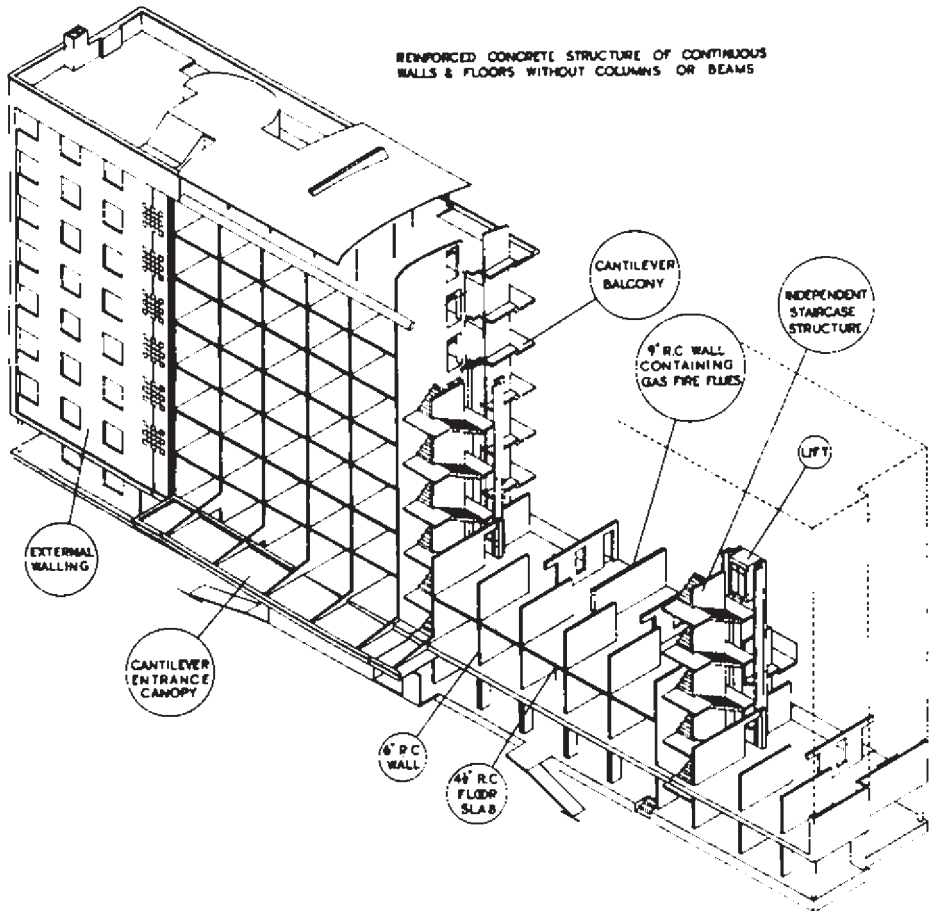 REINFORCED CONCRETE STRUCTURE OF CONTINUOUS
WALLS & FLOORS WITHOUT COLUMNS OR BEAMS
CANTILEVER
BALCONY
INDEPENDENT
STAIRCASE
STRUCTURE
9" R.C WALL
CONTAINING
GAS FIRE FLUES
LIFT
EXTERNAL
WALLING
CANTILEVER
ENTRANCE
CANOPY
6" R C
WALL
4½" R.C
FLOOR
SLAB